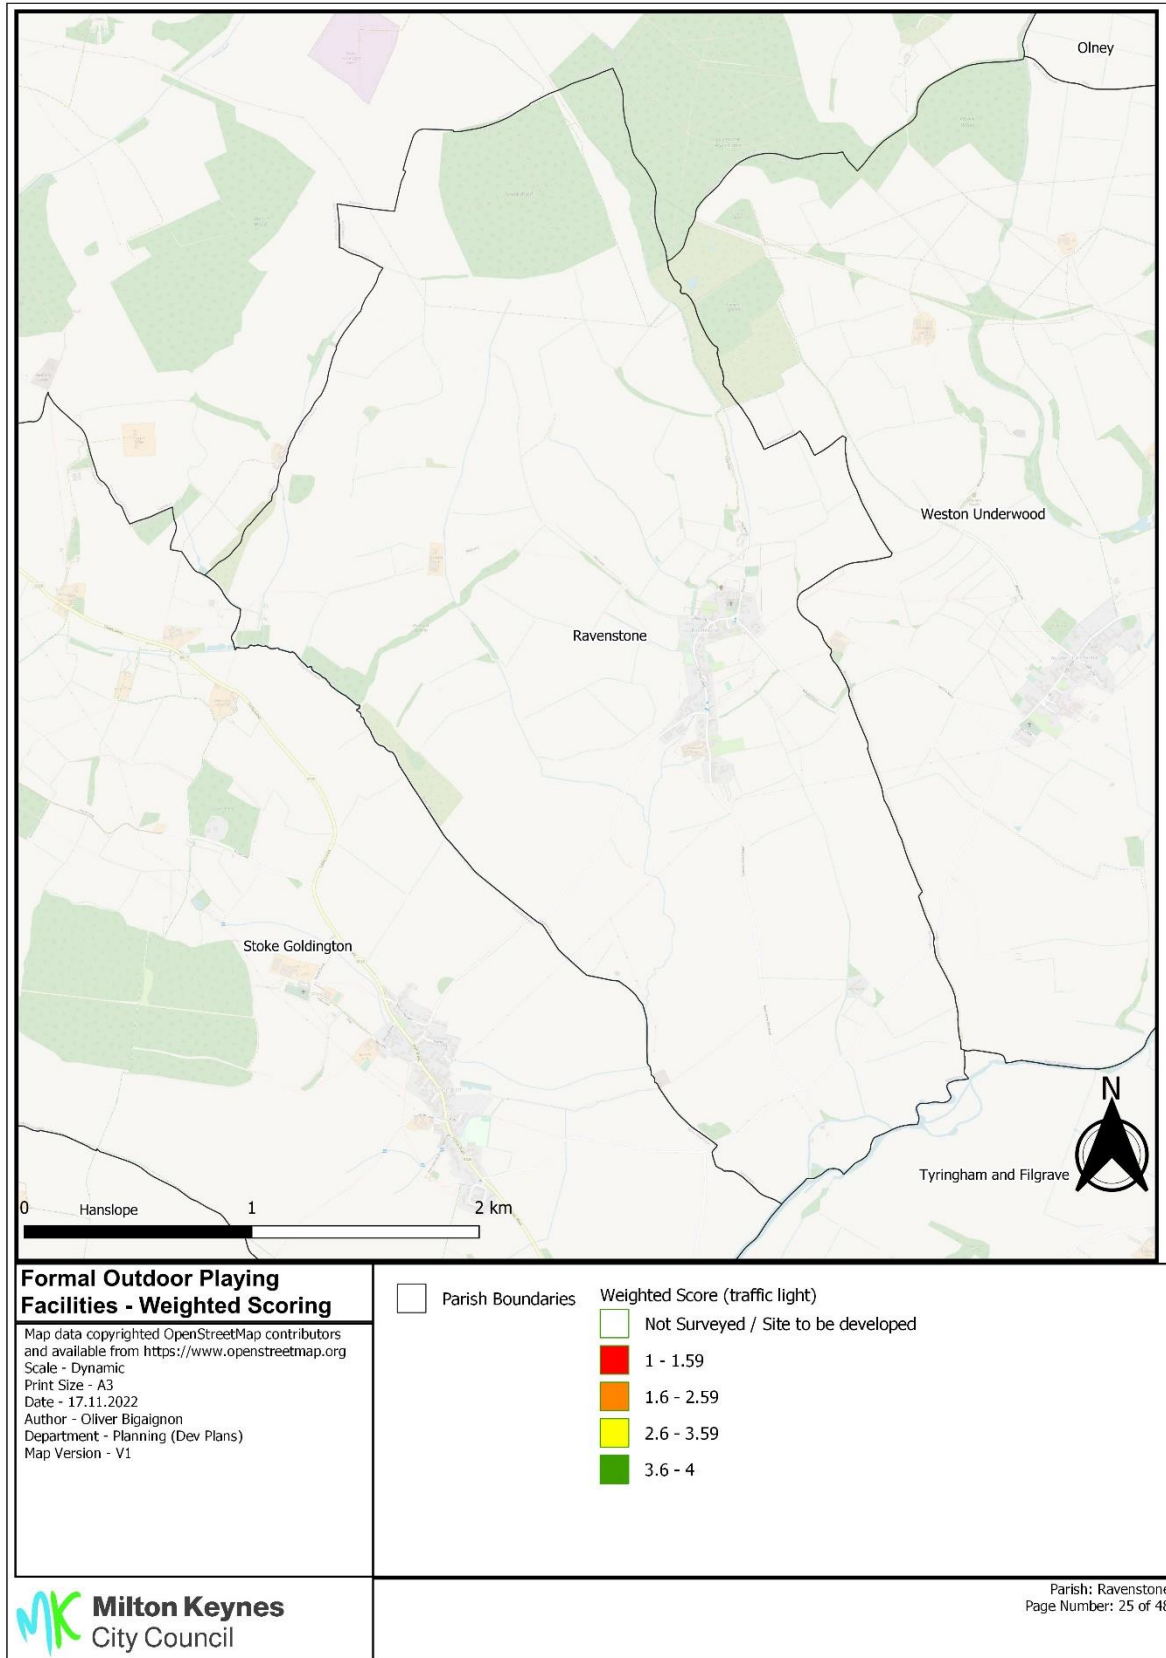 Olney
Weston Underwood
Ravenstone
Stoke Goldington
N
Tyringham and Filgrave
0
Hanslope
1
2 km
Formal Outdoor Playing
Facilities - Weighted Scoring
Map data copyrighted OpenStreetMap contributors
and available from https://www.openstreetmap.org
Scale - Dynamic
Print Size - A3
Date - 17.11.2022
Author - Oliver Bigaignon
Department - Planning (Dev Plans)
Map Version - V1
Parish Boundaries
Weighted Score (traffic light)
Not Surveyed / Site to be developed
1 - 1.59
1.6 - 2.59
2.6 - 3.59
3.6 - 4
MK Milton Keynes
City Council
Parish: Ravenstone
Page Number: 25 of 48